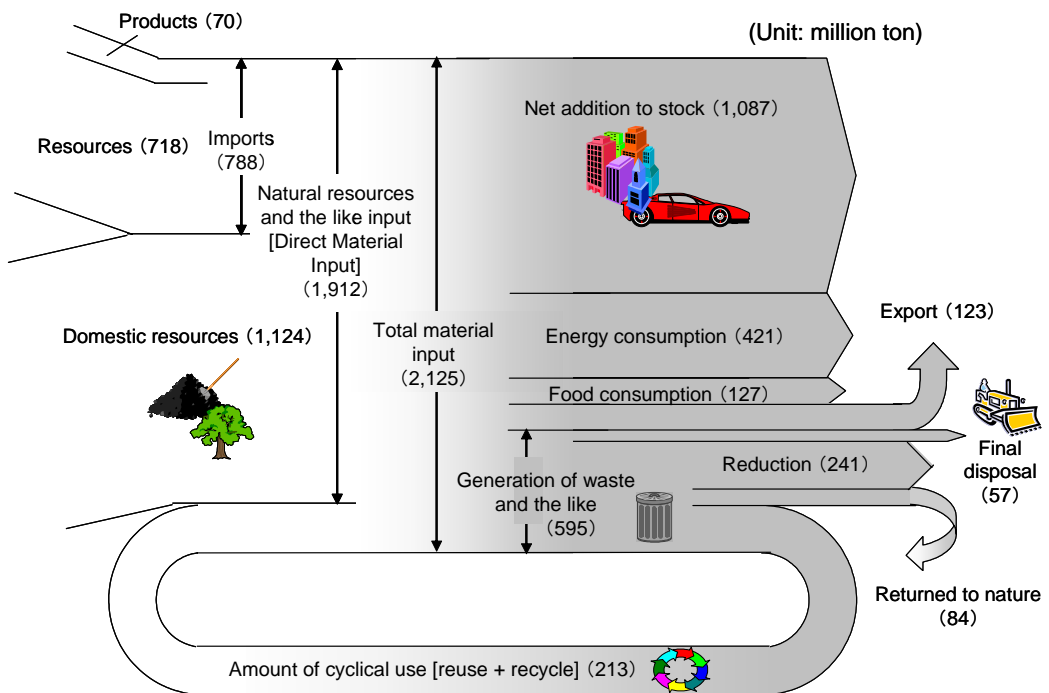 Products（70）
(Unit: million ton)
Net addition to stock（1,087）
Resources（718）
Imports
（788）
Natural resources
and the like input
[Direct Material
Input]
（1,912）
Domestic resources（1,124）
Total material
input
（2,125）
Energy consumption（421）
Export（123）
Food consumption（127）
Final
disposal
（57）
Reduction（241）
Generation of waste
and the like
（595）
Returned to nature
（84）
Amount of cyclical use [reuse + recycle]（213）